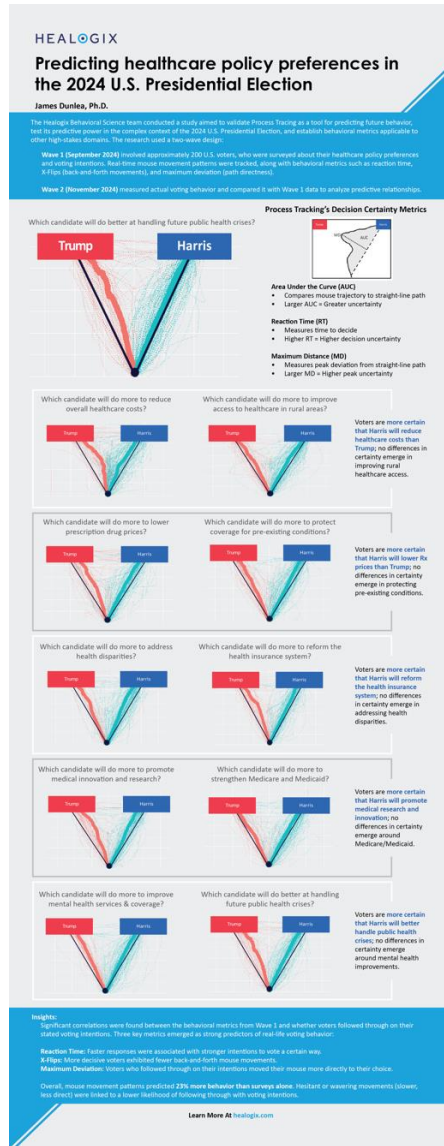 HEALOGIX
Predicting healthcare policy preferences in
the 2024 U.S. Presidential Election
James Dunlea, Ph.D.
The Healogix Behavioral Science team conducted a study aimed to validate Process Tracing as a tool for predicting future behavior,
test its predictive power in the complex context of the 2024 U.S. Presidential Election, and establish behavioral metrics applicable to
other high-stakes domains. The research used a two-wave design:
Wave 1 (September 2024) involved approximately 200 U.S. voters, who were surveyed about their healthcare policy preferences
and voting intentions. Real-time mouse movement patterns were tracked, along with behavioral metrics such as reaction time,
X-Flips (back-and-forth movements), and maximum deviation (path directness).
Wave 2 (November 2024) measured actual voting behavior and compared it with Wave 1 data to analyze predictive relationships.
Which candidate will do better at handling future public health crises?
Trump
Harris
Process Tracking's Decision Certainty Metrics
MD
AUC
Area Under the Curve (AUC)
• Compares mouse trajectory to straight-line path
• Larger AUC = Greater uncertainty
Reaction Time (RT)
• Measures time to decide
• Higher RT = Higher decision uncertainty
Maximum Distance (MD)
• Measures peak deviation from straight-line path
• Larger MD = Higher peak uncertainty
Which candidate will do more to reduce
overall healthcare costs?
Trump
Harris
Which candidate will do more to improve
access to healthcare in rural areas?
Trump
Harris
Voters are more certain
that Harris will reduce
healthcare costs than
Trump; no differences in
certainty emerge in
improving rural
healthcare access.
Which candidate will do more to lower
prescription drug prices?
Trump
Harris
Which candidate will do more to protect
coverage for pre-existing conditions?
Trump
Harris
Voters are more certain
that Harris will lower Rx
prices than Trump; no
differences in certainty
emerge in protecting
pre-existing conditions.
Which candidate will do more to address
health disparities?
Trump
Harris
Which candidate will do more to reform the
health insurance system?
Trump
Harris
Voters are more certain
that Harris will reform
the health insurance
system; no differences
in certainty emerge in
addressing health
disparities.
Which candidate will do more to promote
medical innovation and research?
Trump
Harris
Which candidate will do more to
strengthen Medicare and Medicaid?
Trump
Harris
Voters are more certain
that Harris will promote
medical research and
innovation; no
differences in certainty
emerge around
Medicare/Medicaid.
Which candidate will do more to improve
mental health services & coverage?
Trump
Harris
Which candidate will do better at handling
future public health crises?
Trump
Harris
Voters are more certain
that Harris will better
handle public health
crises; no differences in
certainty emerge
around mental health
improvements.
Insights:
Significant correlations were found between the behavioral metrics from Wave 1 and whether voters followed through on their
stated voting intentions. Three key metrics emerged as strong predictors of real-life voting behavior:
Reaction Time: Faster responses were associated with stronger intentions to vote a certain way.
X-Flips: More decisive voters exhibited fewer back-and-forth mouse movements.
Maximum Deviation: Voters who followed through on their intentions moved their mouse more directly to their choice.
Overall, mouse movement patterns predicted 23% more behavior than surveys alone. Hesitant or wavering movements (slower,
less direct) were linked to a lower likelihood of following through with voting intentions.
Learn More At healogix.com